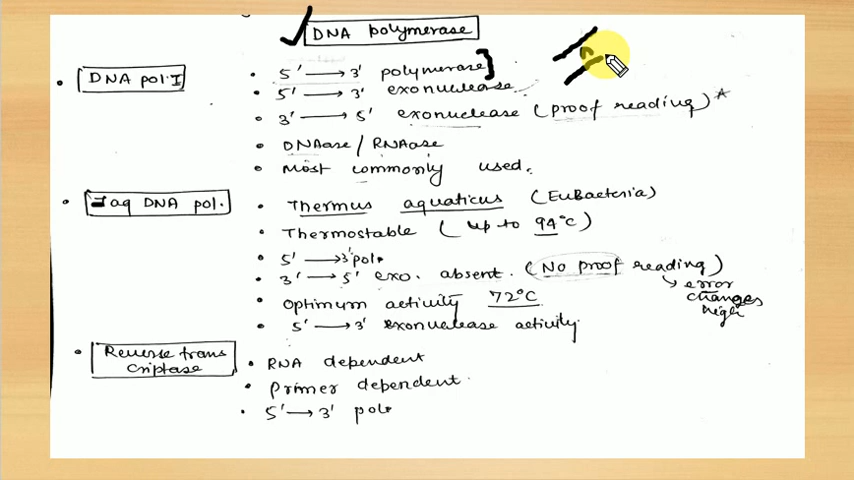 DNA polymerase
• DNA pol·I
• 5' → 3' polymerase}
• 5' → 3' exonuclease
• 3' → 5' exonuclease (proof reading)*
• DNAase / RNAase
• Most commonly used.
• Taq DNA pol.
• Thermus aquaticus (EuBacteria)
• Thermostable (up to 94°C)
• 5' → 3' pol.
• 3' → 5' exo. absent. (No proof reading)
↳ error
changes
high
• Optimum activity 72°C
• 5' → 3' exonuclease activity.
• Reverse trans
criptase
• RNA dependent
• Primer dependent.
• 5' → 3' pol.